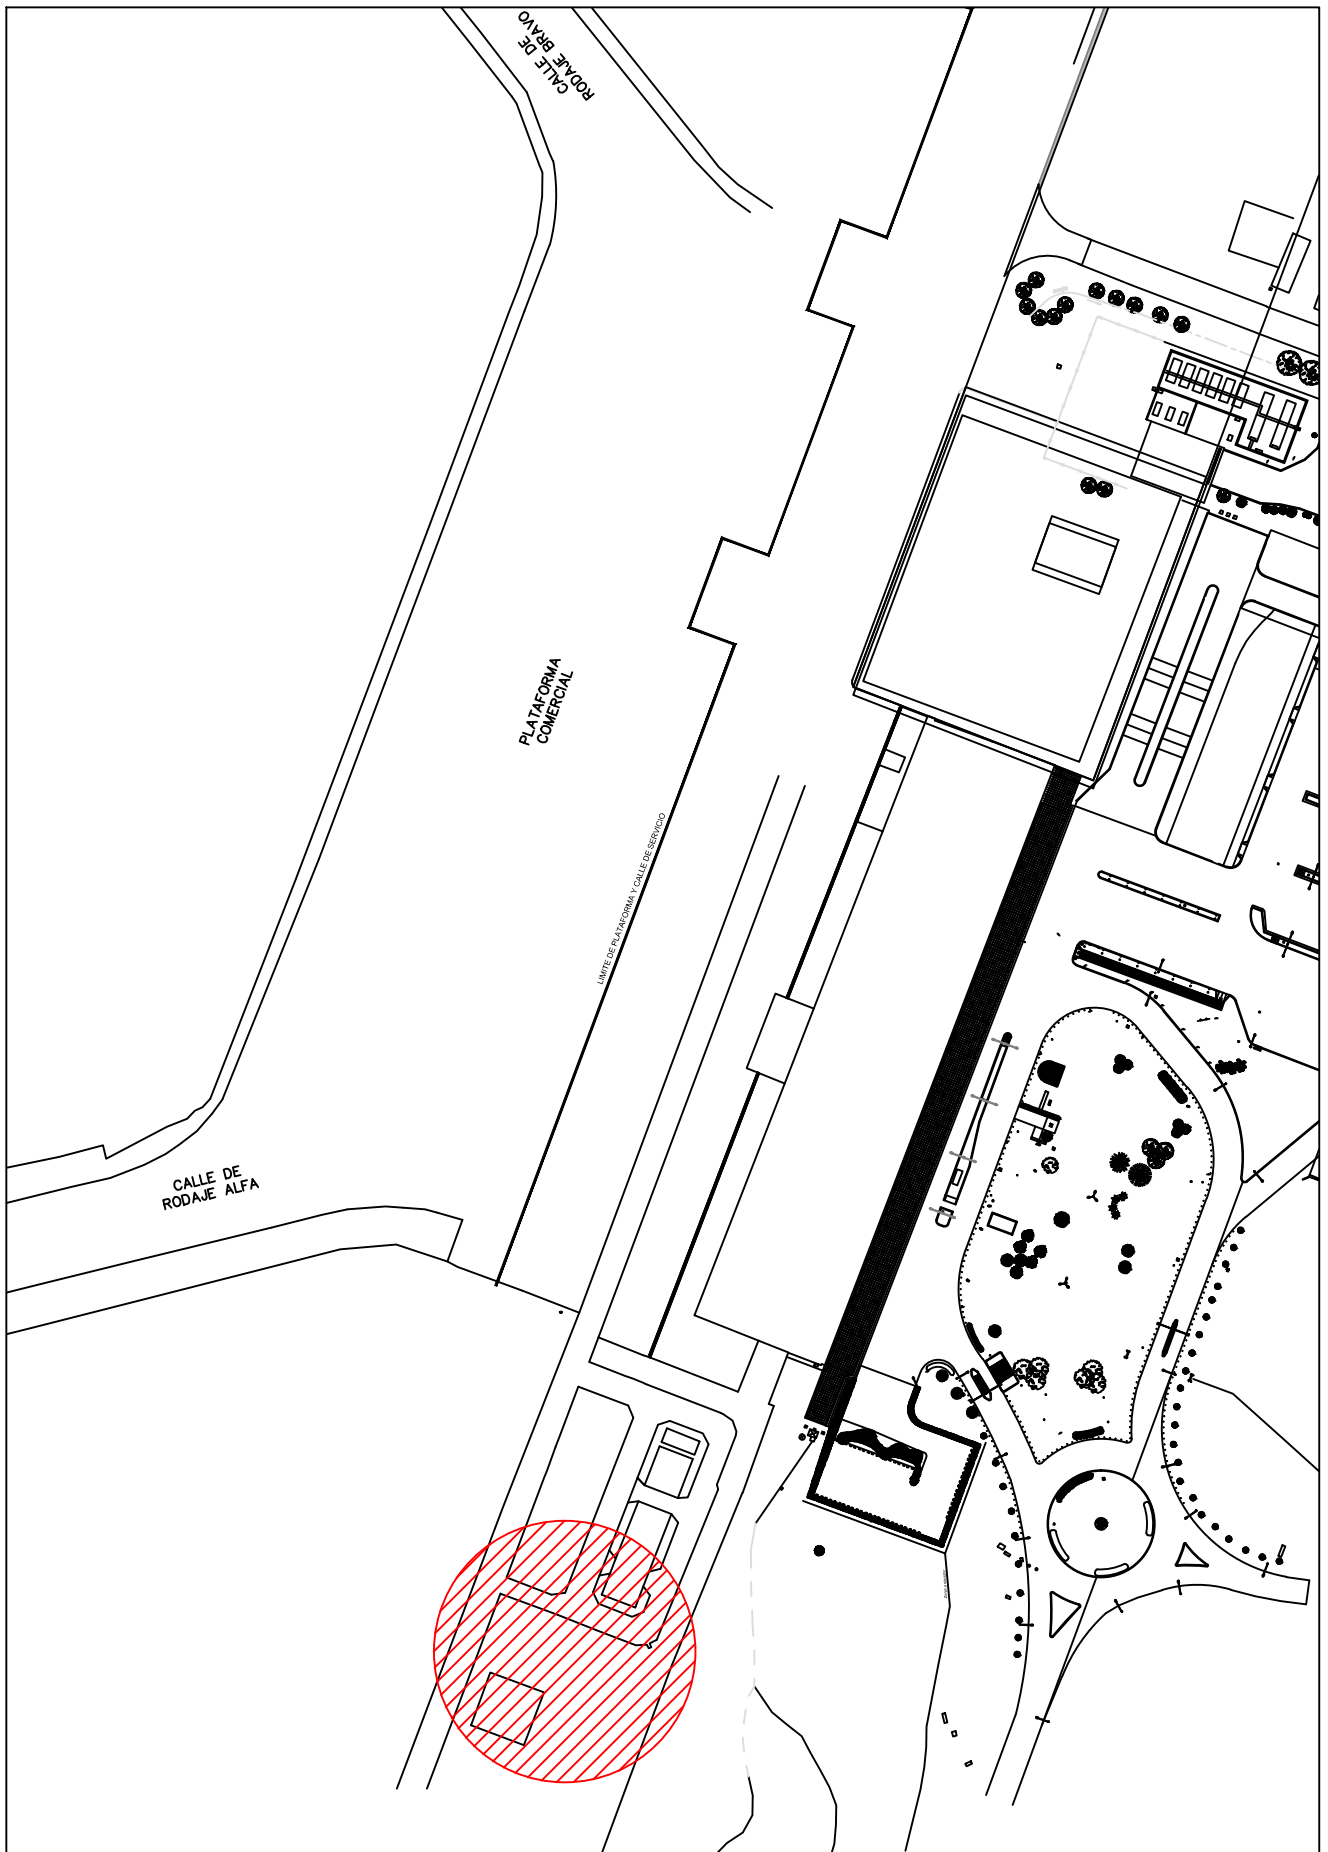 CALLE DE
RODAJE BRAVO
PLATAFORMA
COMERCIAL
LIMITE DE PLATAFORMA Y CALLE DE SERVICIO
CALLE DE
RODAJE ALFA